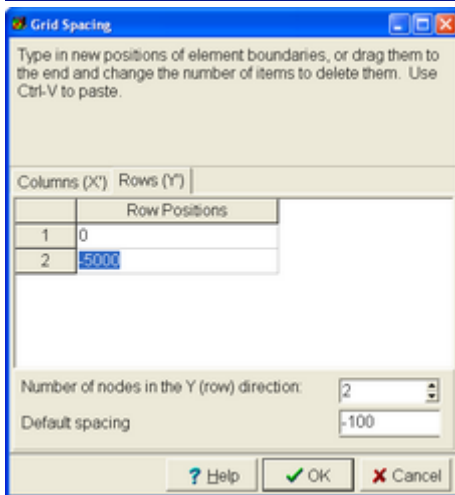 Grid Spacing
Type in new positions of element boundaries, or drag them to
the end and change the number of items to delete them. Use
Ctrl-V to paste.
Columns (X') Rows (Y')
Row Positions
1 0
2 -5000
Number of nodes in the Y (row) direction: 2
Default spacing -100
? Help OK Cancel